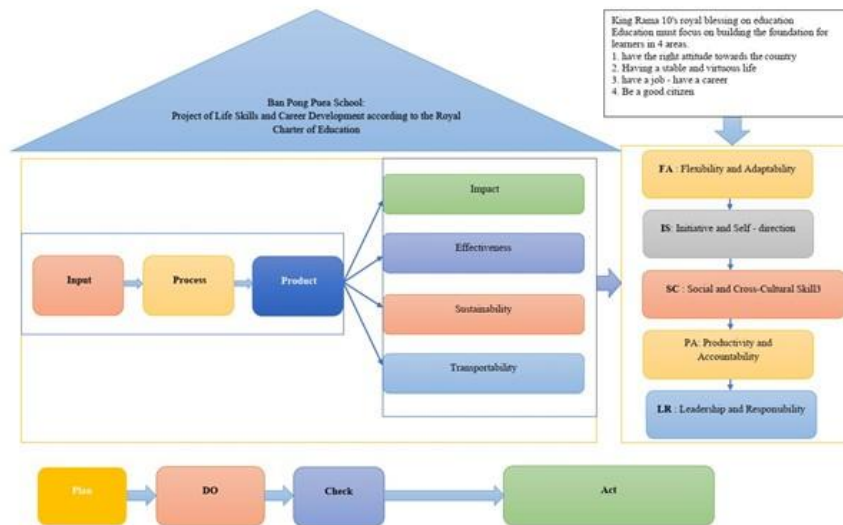 King Rama 10's royal blessing on education
Education must focus on building the foundation for
learners in 4 areas.
1. have the right attitude towards the country
2. Having a stable and virtuous life
3. have a job - have a career
4. Be a good citizen
Ban Pong Puea School:
Project of Life Skills and Career Development according to the Royal
Charter of Education
Impact
Effectiveness
Sustainability
Transportability
Input
Process
Product
FA : Flexibility and Adaptability
IS: Initiative and Self - direction
SC : Social and Cross-Cultural Skill3
PA: Productivity and
Accountability
LR : Leadership and Responsibility
Plan
DO
Check
Act